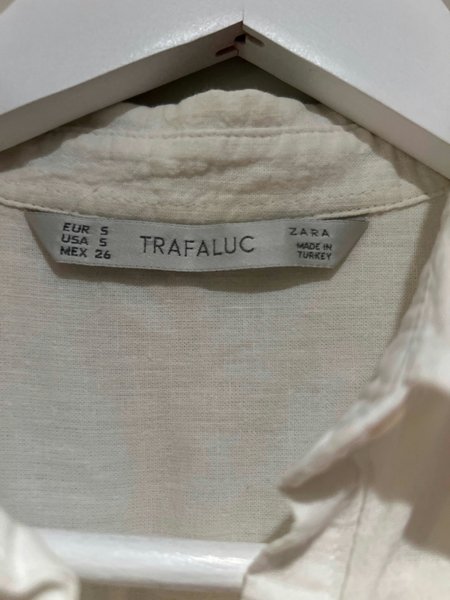 EUR S
USA S
MEX 26
TRAFALUC
ZARA
MADE IN
TURKEY